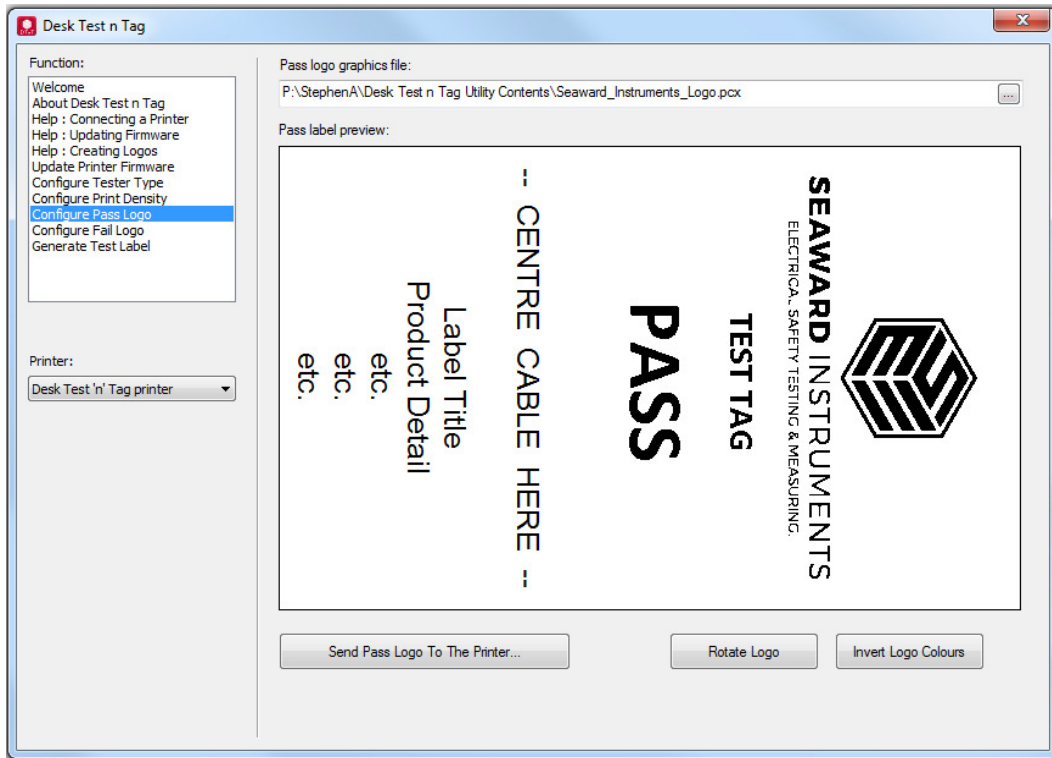 Desk Test n Tag
Function:
Welcome
About Desk Test n Tag
Help : Connecting a Printer
Help : Updating Firmware
Help : Creating Logos
Update Printer Firmware
Configure Tester Type
Configure Print Density
Configure Pass Logo
Configure Fail Logo
Generate Test Label
Printer:
Desk Test 'n' Tag printer
Pass logo graphics file:
P:\StephenA\Desk Test n Tag Utility Contents\Seaward_Instruments_Logo.pcx
...
Pass label preview:
SEAWARD INSTRUMENTS
ELECTRICAL SAFETY TESTING & MEASURING.
TEST TAG
PASS
-- CENTRE CABLE HERE --
Label Title
Product Detail
etc.
etc.
etc.
Send Pass Logo To The Printer...
Rotate Logo
Invert Logo Colours